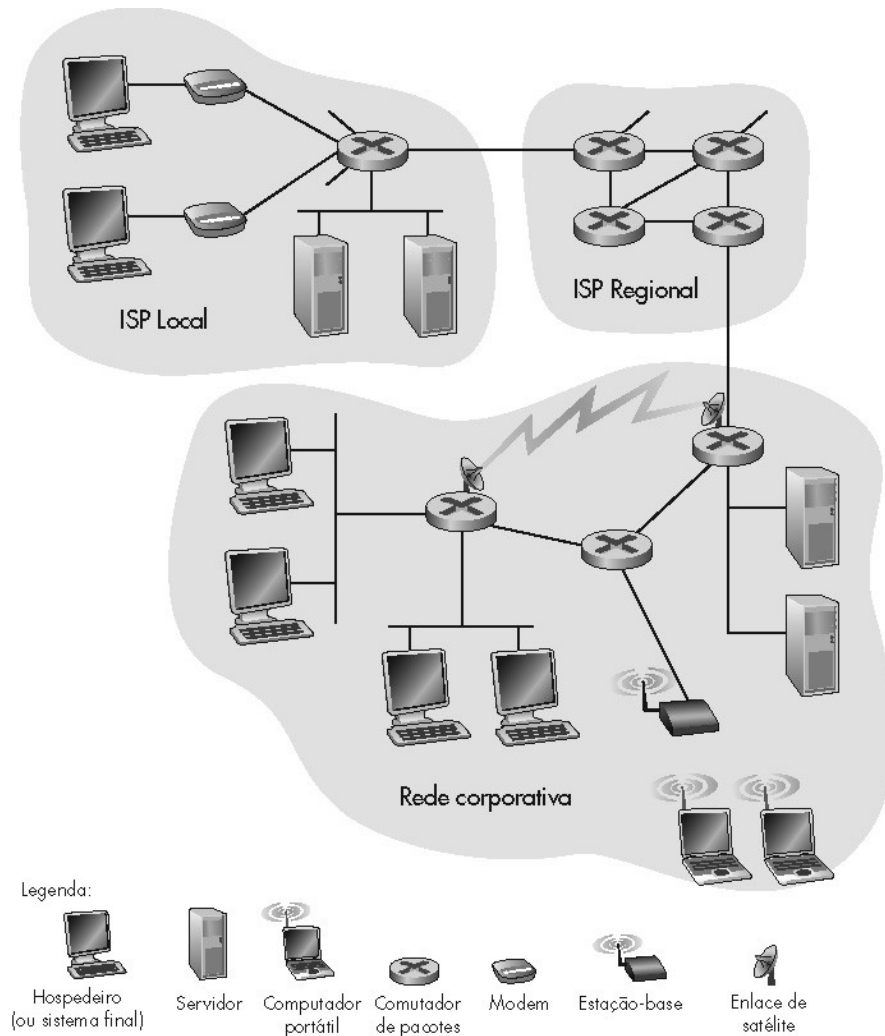 ISP Local
ISP Regional
Rede corporativa
Legenda:
Hospedeiro
(ou sistema final)
Servidor
Computador
portátil
Comutador
de pacotes
Modem
Estação-base
Enlace de
satélite